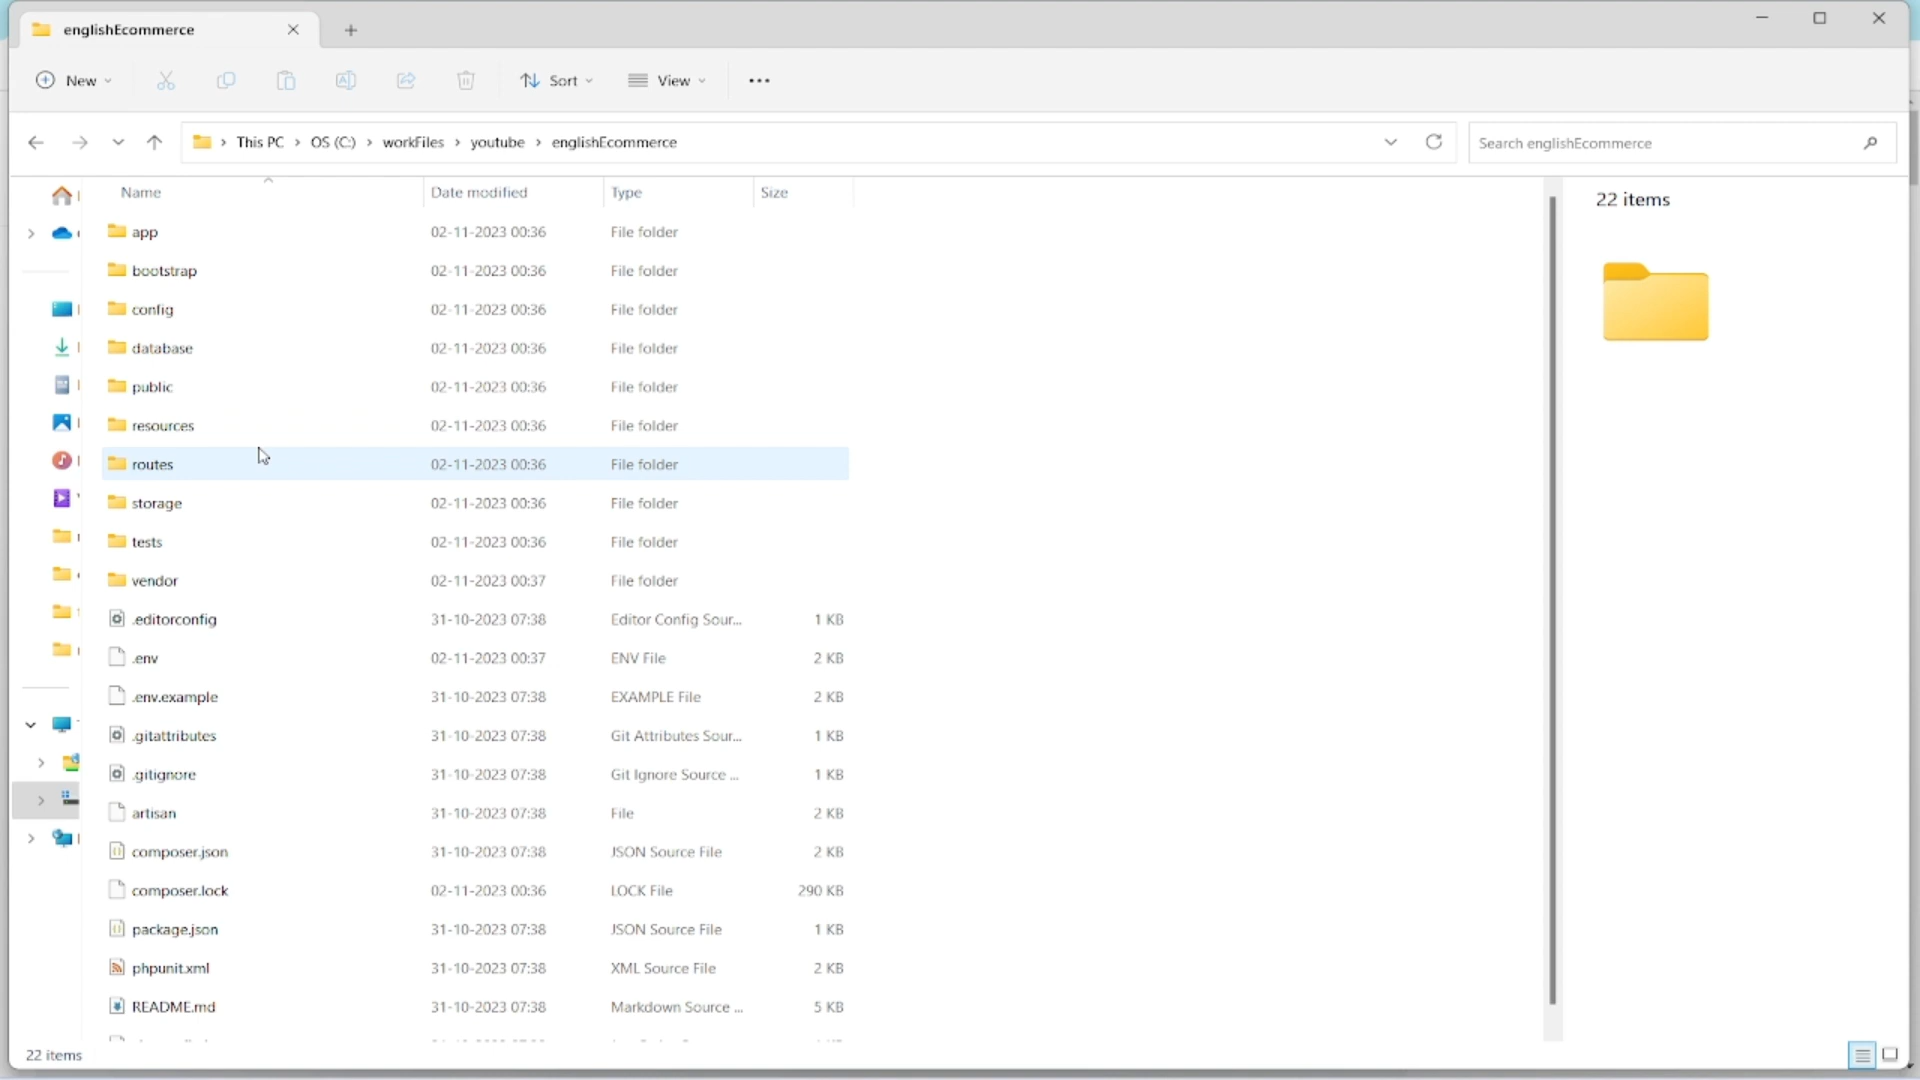 englishEcommerce
New
Sort
View
This PC > OS (C:) > workFiles > youtube > englishEcommerce
Search englishEcommerce
Name Date modified Type Size
app 02-11-2023 00:36 File folder
bootstrap 02-11-2023 00:36 File folder
config 02-11-2023 00:36 File folder
database 02-11-2023 00:36 File folder
public 02-11-2023 00:36 File folder
resources 02-11-2023 00:36 File folder
routes 02-11-2023 00:36 File folder
storage 02-11-2023 00:36 File folder
tests 02-11-2023 00:36 File folder
vendor 02-11-2023 00:37 File folder
.editorconfig 31-10-2023 07:38 Editor Config Sour... 1 KB
.env 02-11-2023 00:37 ENV File 2 KB
.env.example 31-10-2023 07:38 EXAMPLE File 2 KB
.gitattributes 31-10-2023 07:38 Git Attributes Sour... 1 KB
.gitignore 31-10-2023 07:38 Git Ignore Source ... 1 KB
artisan 31-10-2023 07:38 File 2 KB
composer.json 31-10-2023 07:38 JSON Source File 2 KB
composer.lock 02-11-2023 00:36 LOCK File 290 KB
package.json 31-10-2023 07:38 JSON Source File 1 KB
phpunit.xml 31-10-2023 07:38 XML Source File 2 KB
README.md 31-10-2023 07:38 Markdown Source ... 5 KB
22 items
22 items